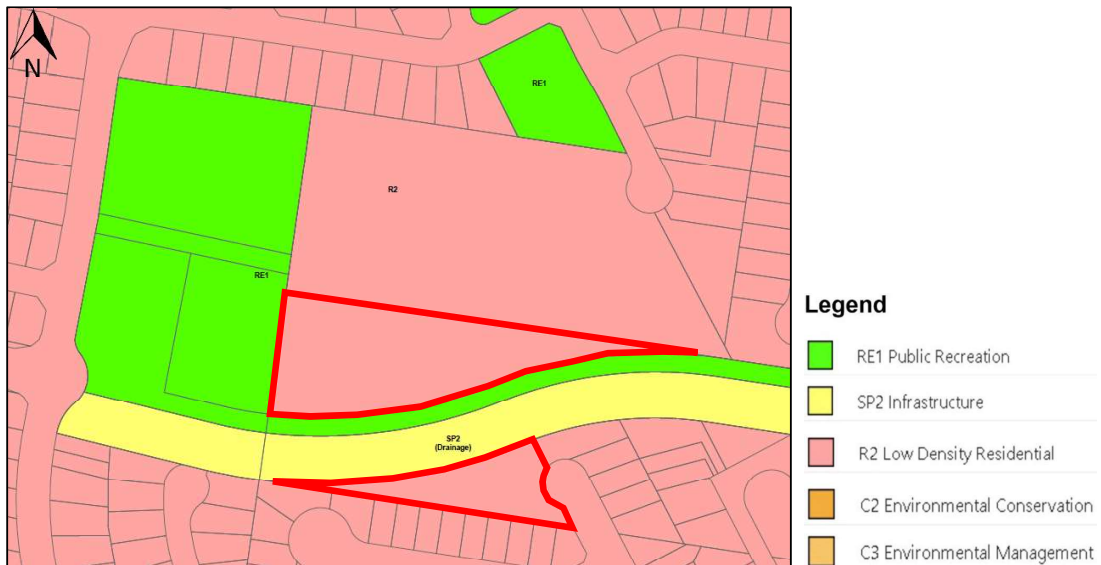 N
RE1
R2
RE1
SP2
(Drainage)
Legend
RE1 Public Recreation
SP2 Infrastructure
R2 Low Density Residential
C2 Environmental Conservation
C3 Environmental Management